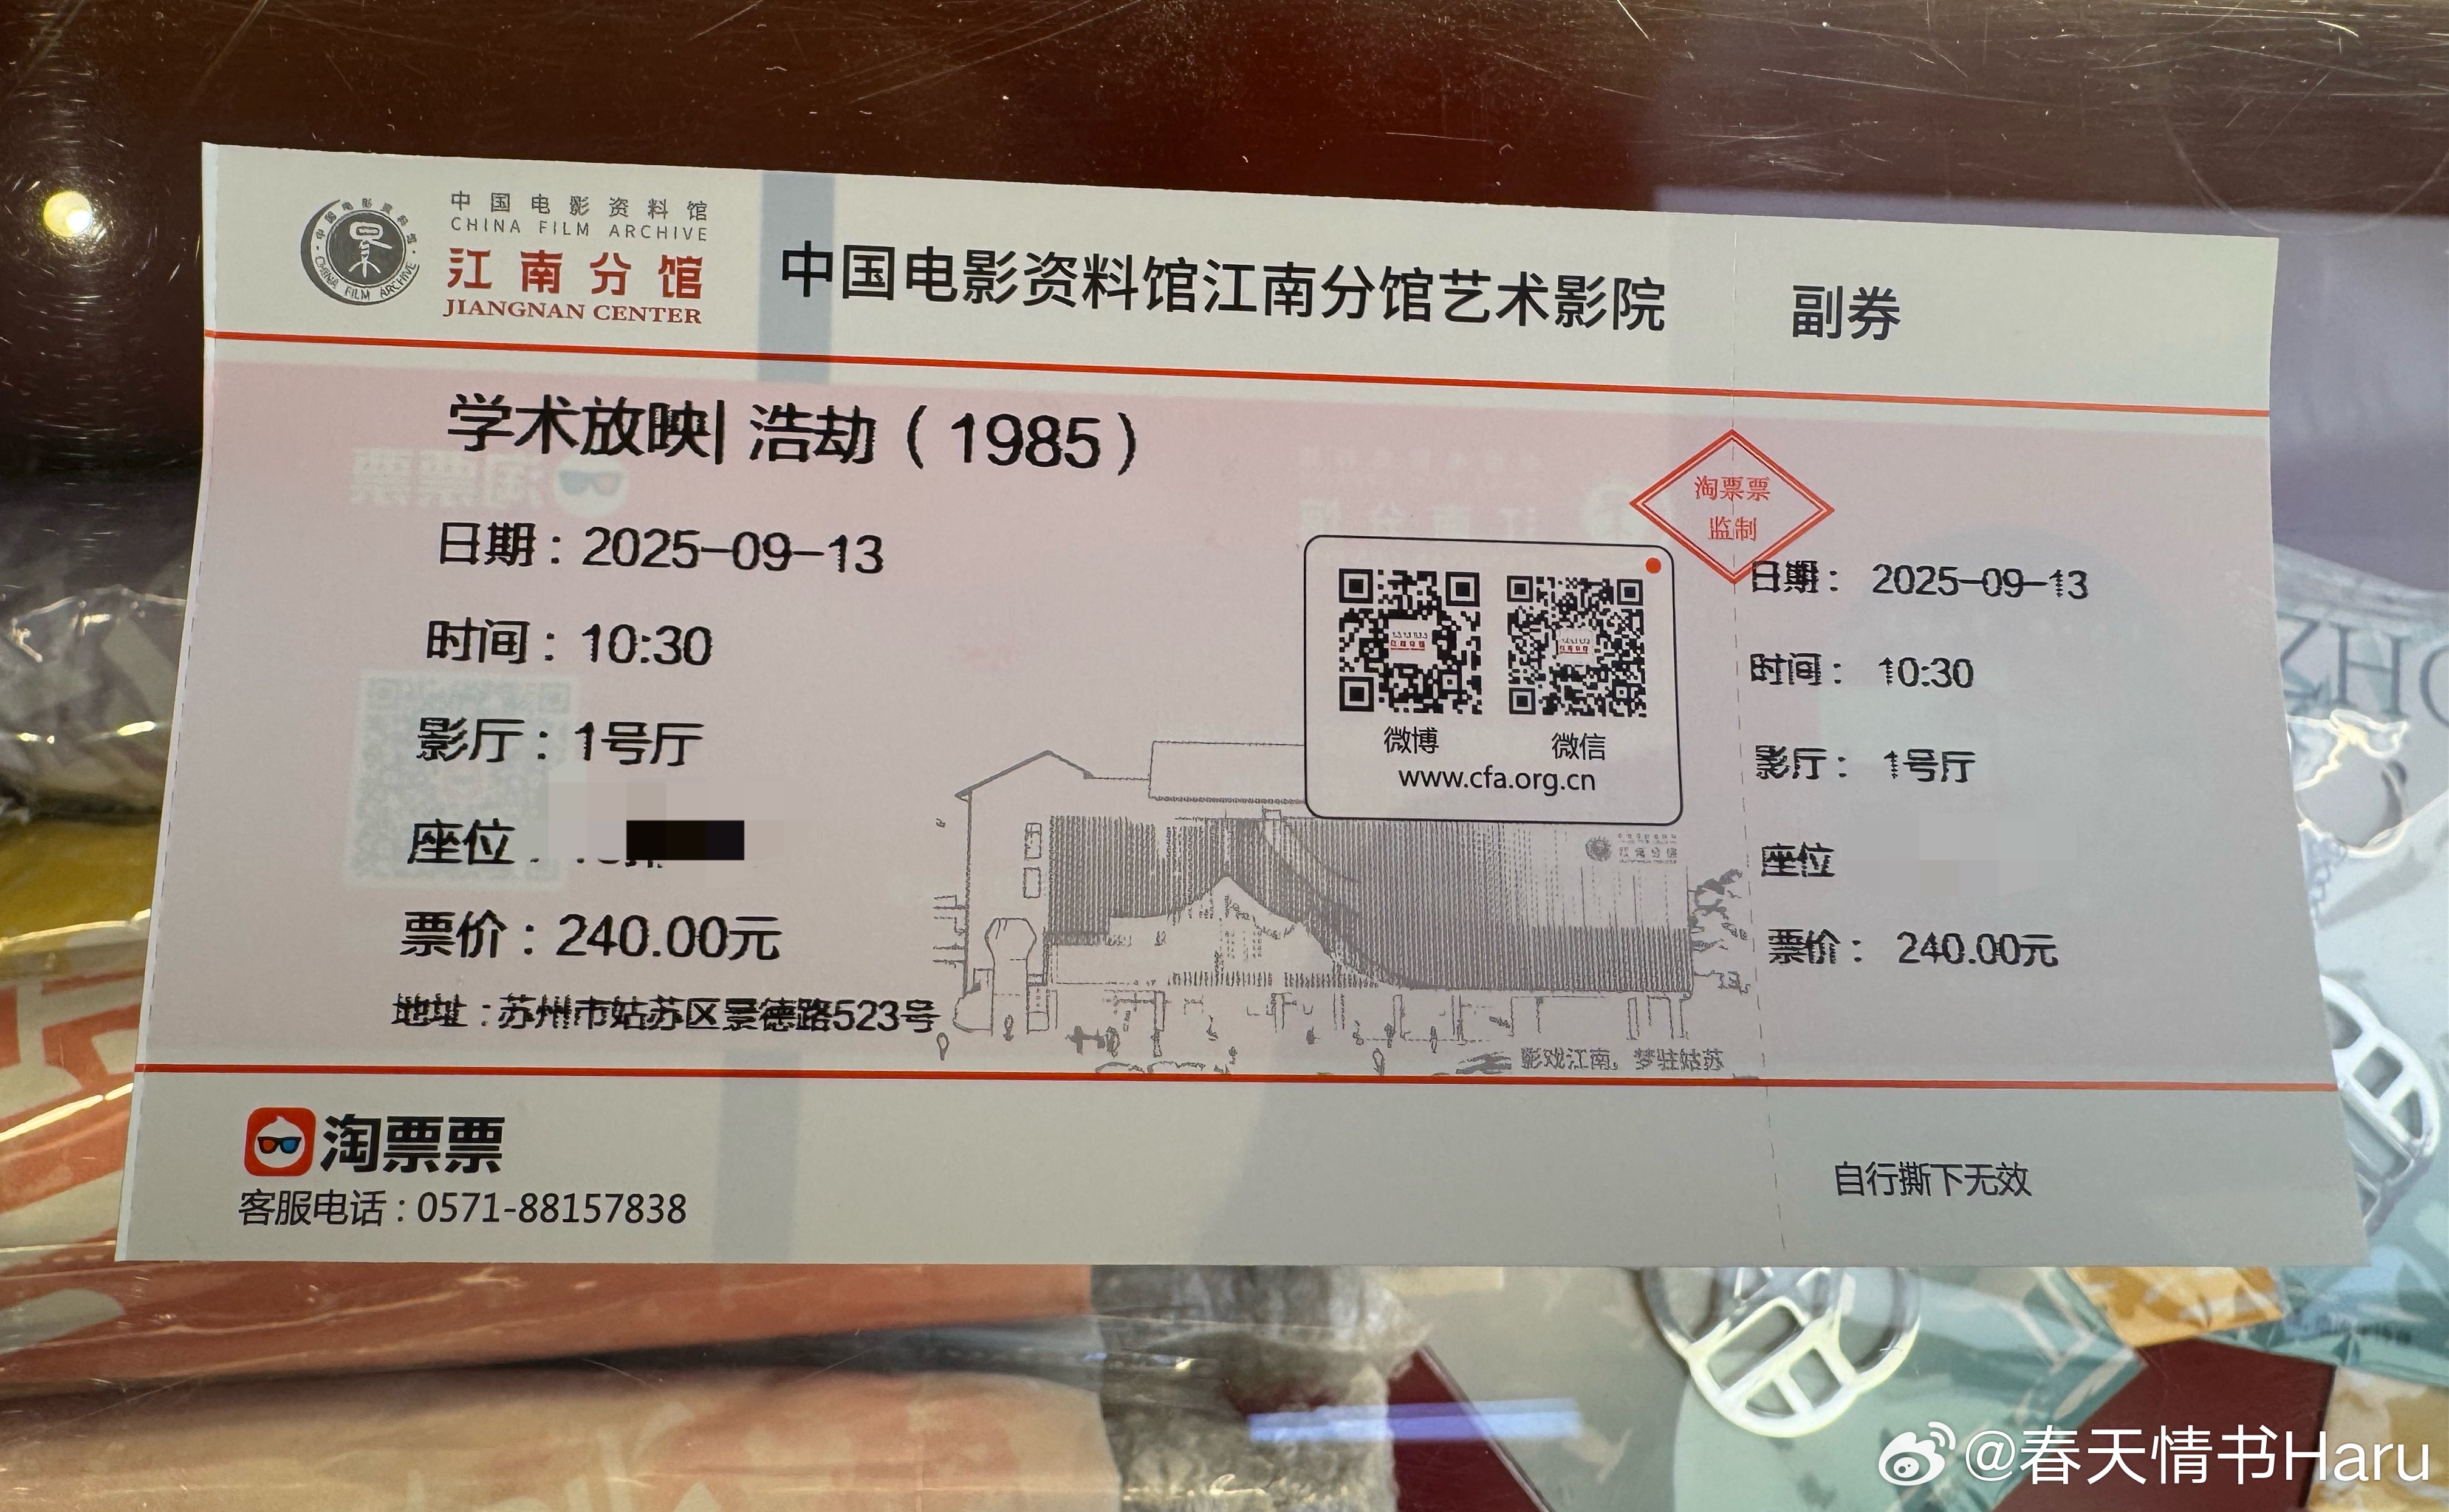 中国电影资料馆
CHINA FILM ARCHIVE
江南分馆
JIANGNAN CENTER
中国电影资料馆江南分馆艺术影院
副券
学术放映| 浩劫（1985）
日期：2025-09-13
时间：10:30
影厅：1号厅
座位
票价：240.00元
地址：苏州市姑苏区景德路523号
微博 微信
www.cfa.org.cn
影戏江南，梦驻姑苏
淘票票
监制
日期： 2025-09-13
时间： 10:30
影厅： 1号厅
座位
票价： 240.00元
淘票票
客服电话：0571-88157838
自行撕下无效
@春天情书Haru